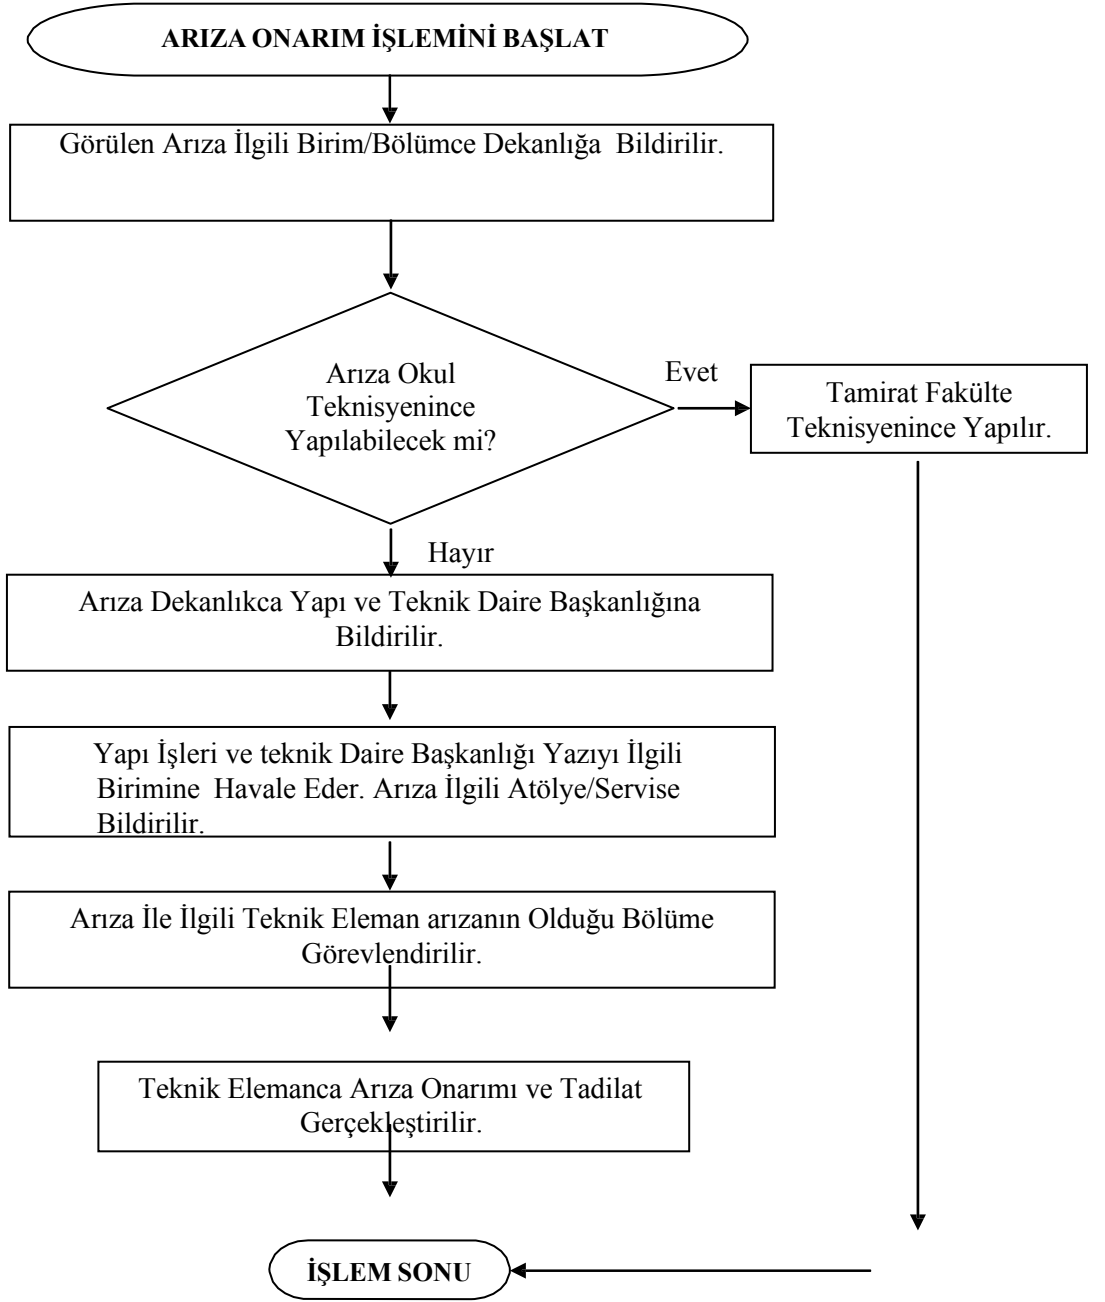 ARIZA ONARIM İŞLEMİNİ BAŞLAT
Görülen Arıza İlgili Birim/Bölümce Dekanlığa Bildirilir.
Arıza Okul
Teknisyenince
Yapılabilecek mi?
Evet
Tamirat Fakülte
Teknisyenince Yapılır.
Hayır
Arıza Dekanlıkca Yapı ve Teknik Daire Başkanlığına
Bildirilir.
Yapı İşleri ve teknik Daire Başkanlığı Yazıyı İlgili
Birimine Havale Eder. Arıza İlgili Atölye/Servise
Bildirilir.
Arıza İle İlgili Teknik Eleman arızanın Olduğu Bölüme
Görevlendirilir.
Teknik Elemanca Arıza Onarımı ve Tadilat
Gerçekleştirilir.
İŞLEM SONU